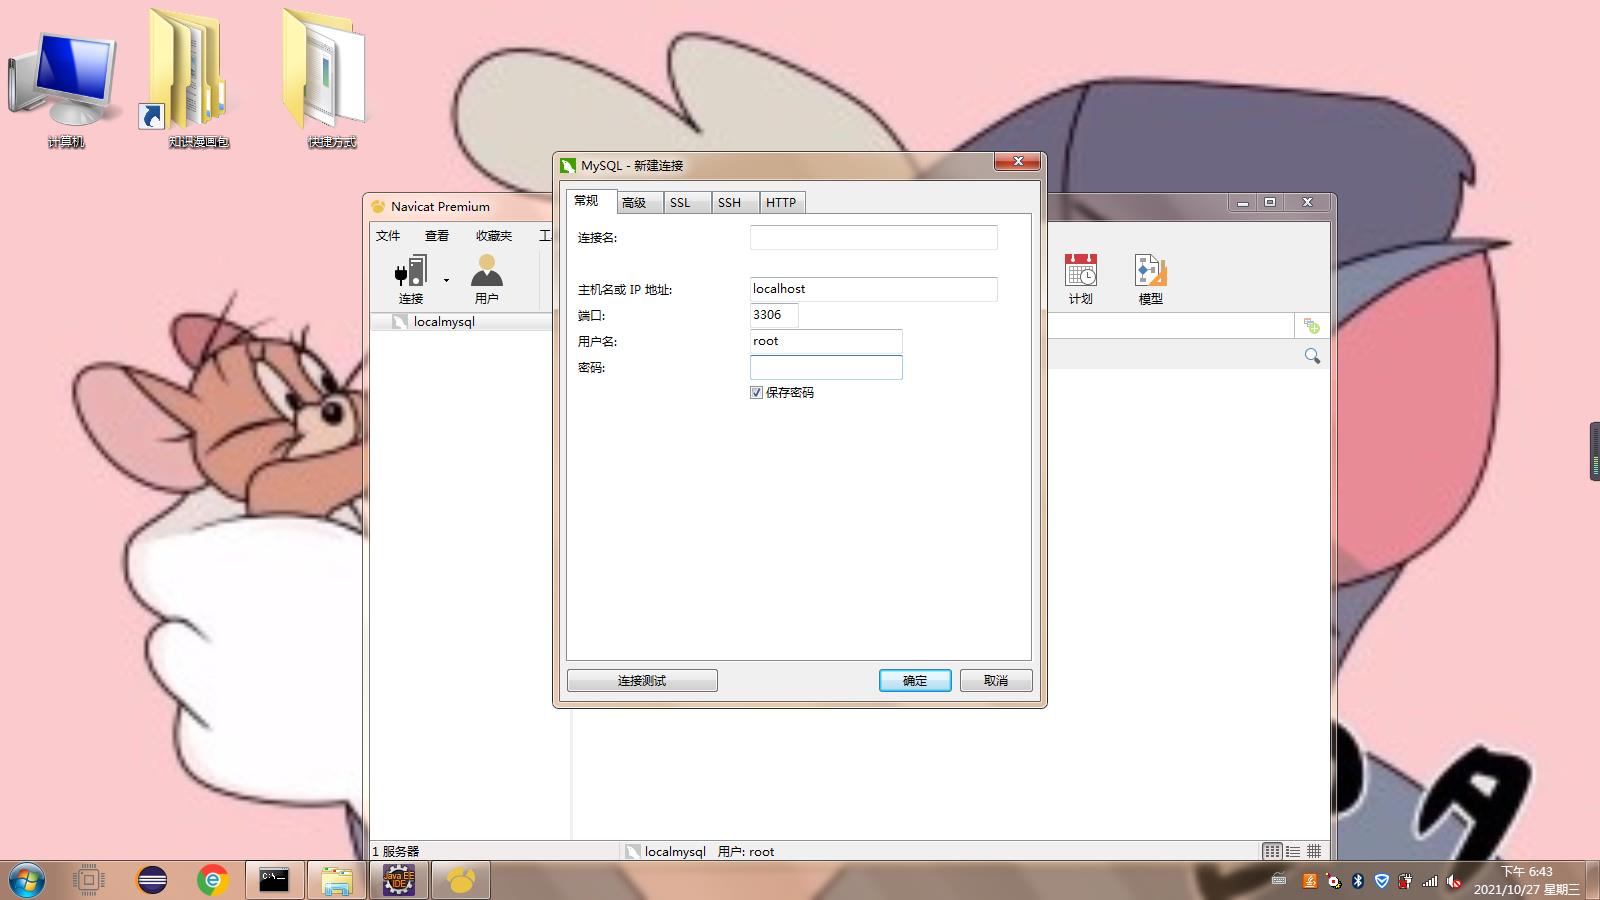 计算机
知识漫画包
快捷方式
MySQL - 新建连接
常规 高级 SSL SSH HTTP
连接名:
主机名或 IP 地址: localhost
端口: 3306
用户名: root
密码:
保存密码
连接测试 确定 取消
Navicat Premium
文件 查看 收藏夹
连接 用户 计划 模型
localmysql
1 服务器 localmysql 用户: root
C:\_
Java EE
IDE
下午 6:43
2021/10/27 星期三